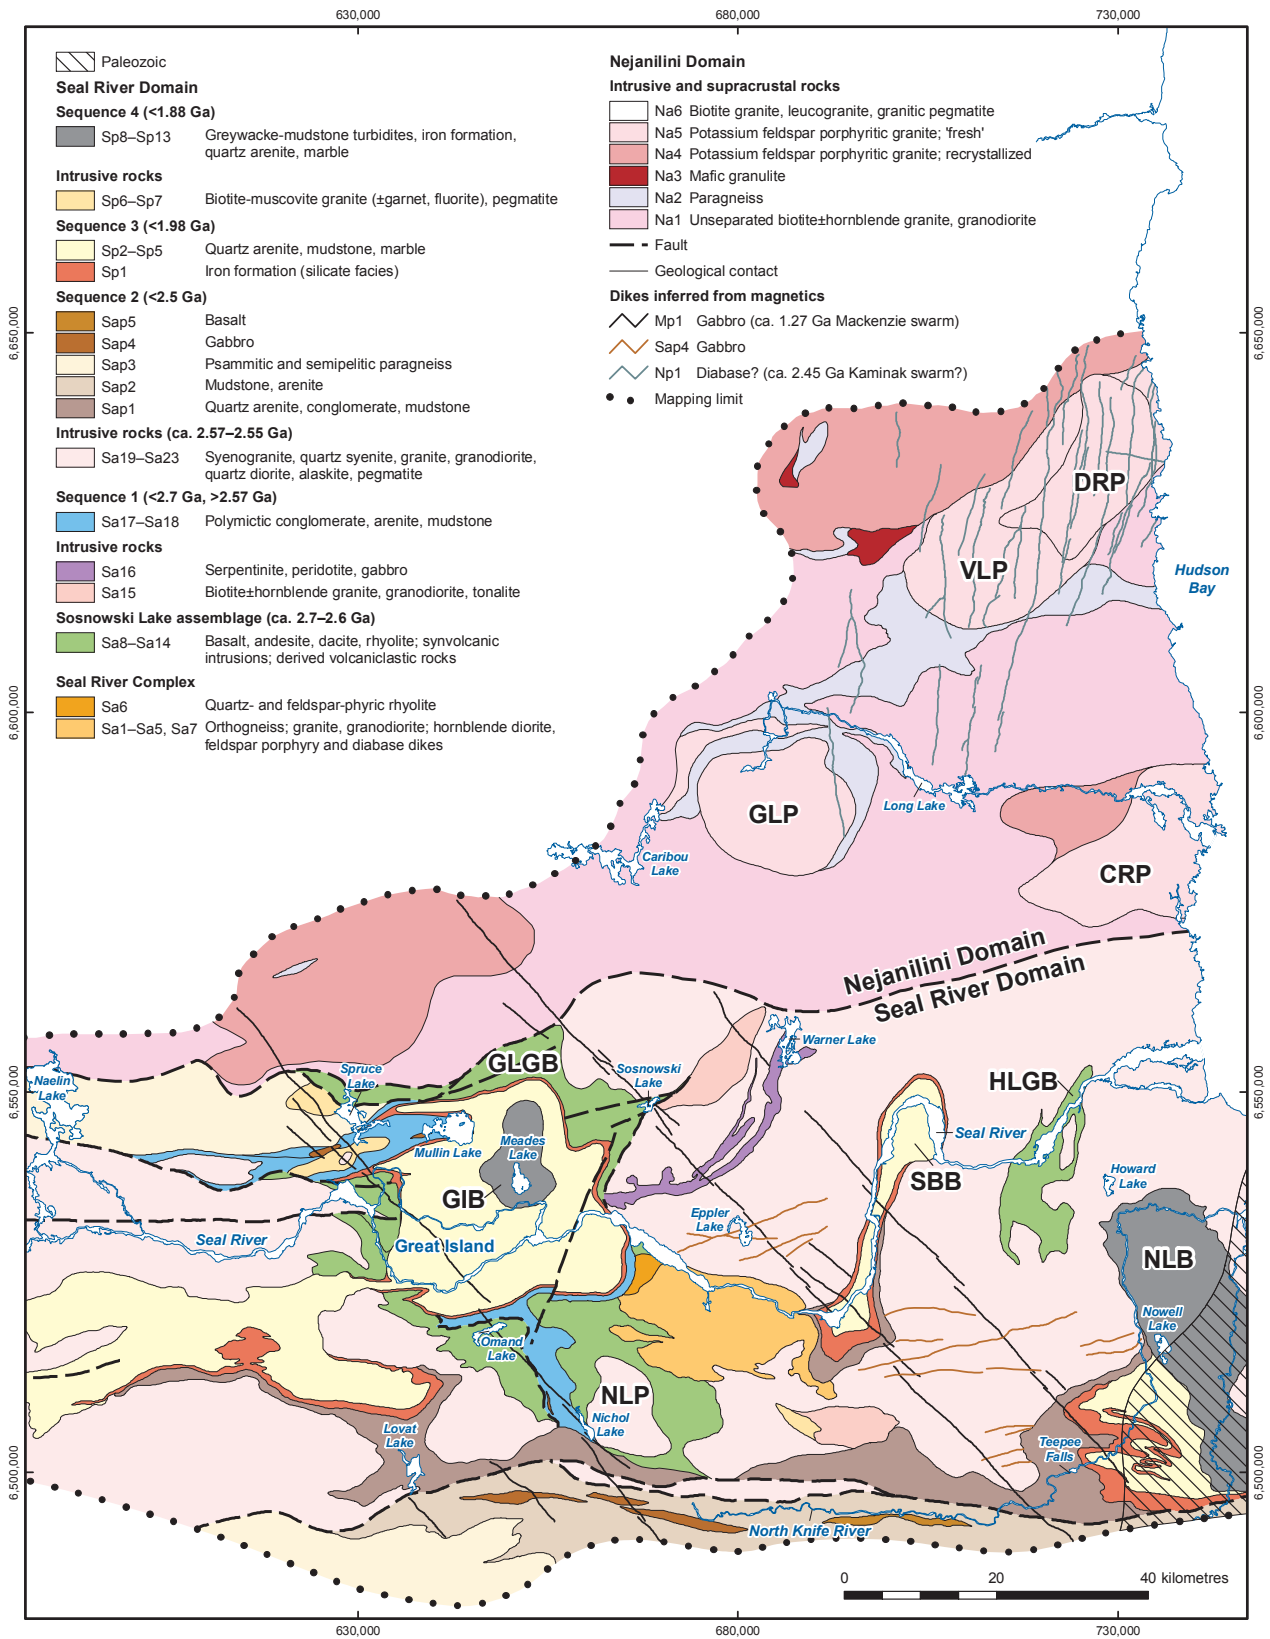 630,000
680,000
730,000
Paleozoic
Seal River Domain
Sequence 4 (<1.88 Ga)
Sp8–Sp13 Greywacke-mudstone turbidites, iron formation,
quartz arenite, marble
Intrusive rocks
Sp6–Sp7 Biotite-muscovite granite (±garnet, fluorite), pegmatite
Sequence 3 (<1.98 Ga)
Sp2–Sp5 Quartz arenite, mudstone, marble
Sp1 Iron formation (silicate facies)
Sequence 2 (<2.5 Ga)
Sap5 Basalt
Sap4 Gabbro
Sap3 Psammitic and semipelitic paragneiss
Sap2 Mudstone, arenite
Sap1 Quartz arenite, conglomerate, mudstone
Intrusive rocks (ca. 2.57–2.55 Ga)
Sa19–Sa23 Syenogranite, quartz syenite, granite, granodiorite,
quartz diorite, alaskite, pegmatite
Sequence 1 (<2.7 Ga, >2.57 Ga)
Sa17–Sa18 Polymictic conglomerate, arenite, mudstone
Intrusive rocks
Sa16 Serpentinite, peridotite, gabbro
Sa15 Biotite±hornblende granite, granodiorite, tonalite
Sosnowski Lake assemblage (ca. 2.7–2.6 Ga)
Sa8–Sa14 Basalt, andesite, dacite, rhyolite; synvolcanic
intrusions; derived volcaniclastic rocks
Seal River Complex
Sa6 Quartz- and feldspar-phyric rhyolite
Sa1–Sa5, Sa7 Orthogneiss; granite, granodiorite; hornblende diorite,
feldspar porphyry and diabase dikes
Nejanilini Domain
Intrusive and supracrustal rocks
Na6 Biotite granite, leucogranite, granitic pegmatite
Na5 Potassium feldspar porphyritic granite; 'fresh'
Na4 Potassium feldspar porphyritic granite; recrystallized
Na3 Mafic granulite
Na2 Paragneiss
Na1 Unseparated biotite±hornblende granite, granodiorite
Fault
Geological contact
Dikes inferred from magnetics
Mp1 Gabbro (ca. 1.27 Ga Mackenzie swarm)
Sap4 Gabbro
Np1 Diabase? (ca. 2.45 Ga Kaminak swarm?)
Mapping limit
6,650,000
6,650,000
DRP
VLP
Hudson
Bay
6,600,000
6,600,000
Long Lake
GLP
Caribou
Lake
CRP
Nejanilini Domain
Seal River Domain
Warner Lake
GLGB
Spruce
Lake
Sosnowski
Lake
HLGB
Naelin
Lake
6,550,000
6,550,000
Seal River
Mullin Lake
Meades
Lake
Howard
Lake
SBB
GIB
Eppler
Lake
Seal River
Great Island
NLB
Nowell
Lake
Omand
Lake
NLP
Nichol
Lake
Lovat
Lake
Teepee
Falls
6,500,000
6,500,000
North Knife River
0 20 40 kilometres
630,000
680,000
730,000